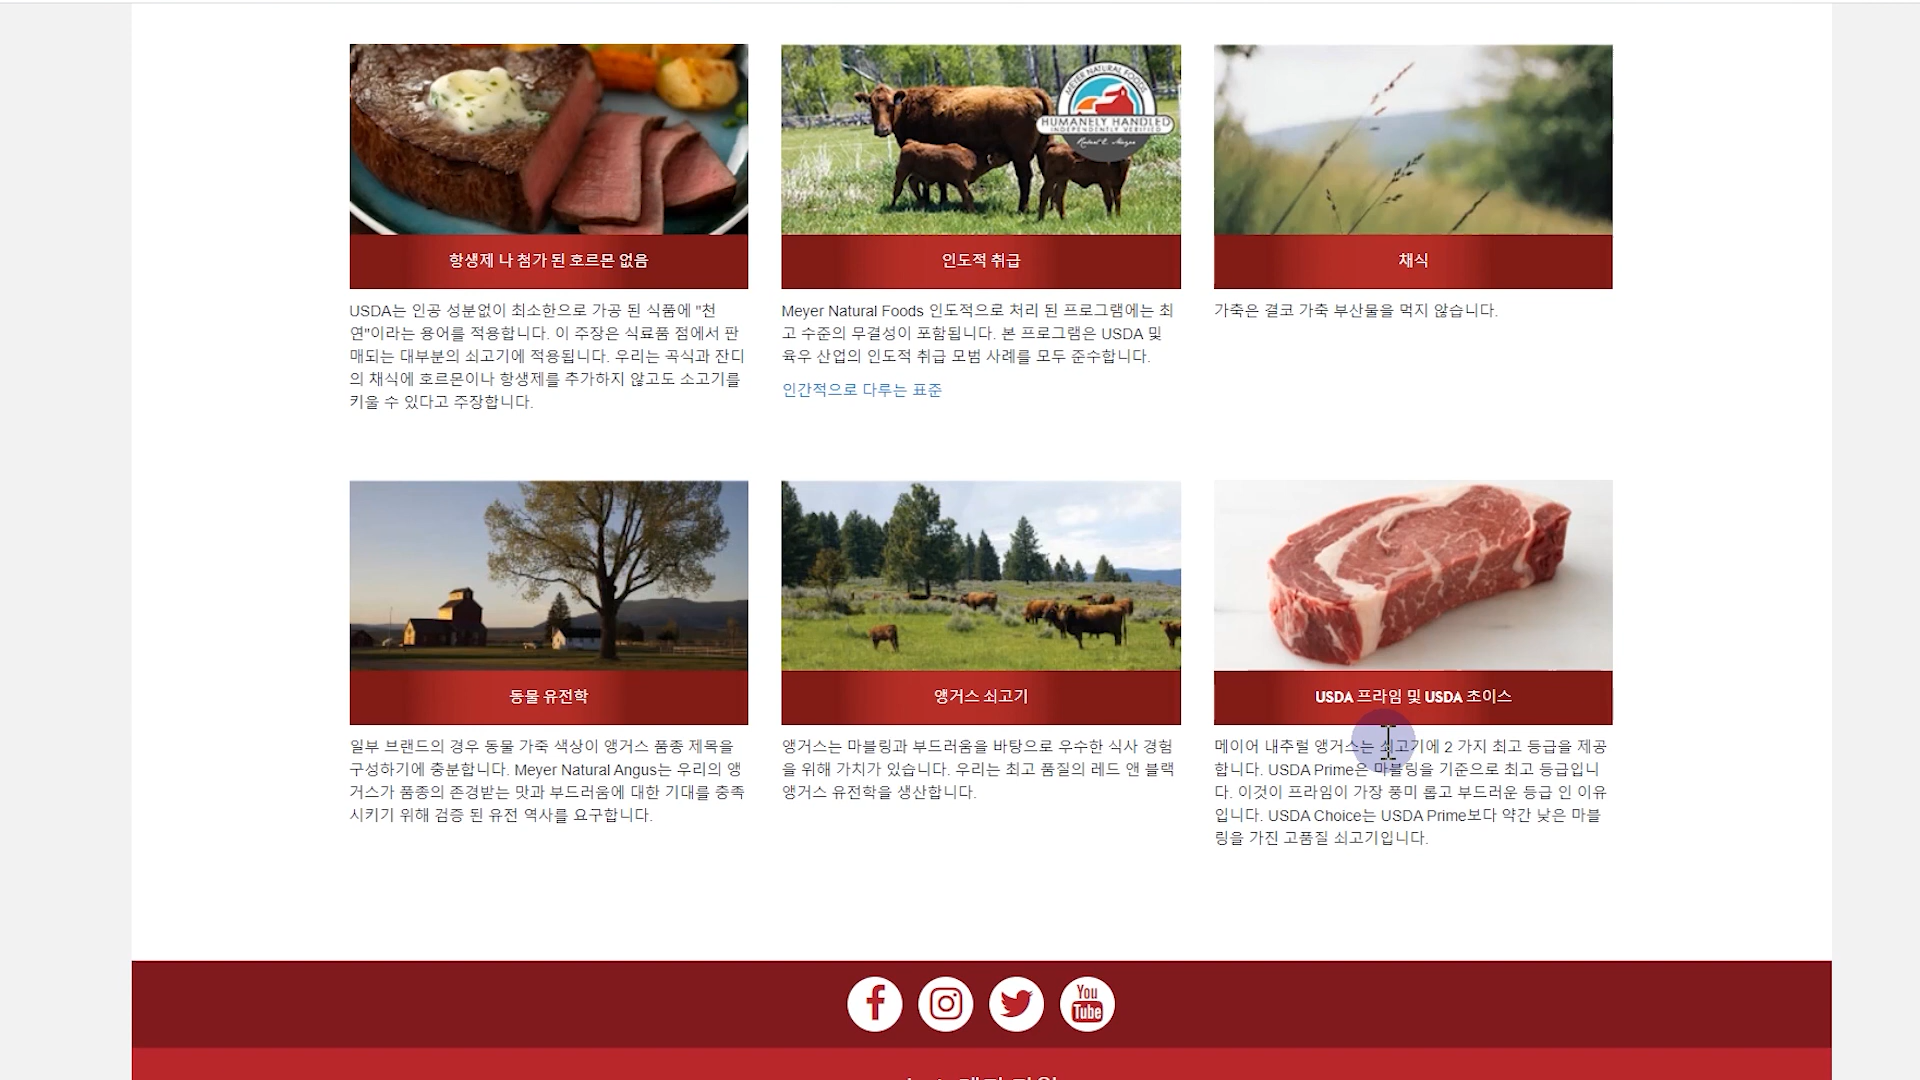 MEYER NATURAL FOODS
HUMANELY HANDLED
INDEPENDENTLY VERIFIED
항생제 나 첨가 된 호르몬 없음
인도적 취급
채식
USDA는 인공 성분없이 최소한으로 가공 된 식품에 "천
연"이라는 용어를 적용합니다. 이 주장은 식료품 점에서 판
매되는 대부분의 쇠고기에 적용됩니다. 우리는 곡식과 잔디
의 채식에 호르몬이나 항생제를 추가하지 않고도 소고기를
키울 수 있다고 주장합니다.
Meyer Natural Foods 인도적으로 처리 된 프로그램에는 최
고 수준의 무결성이 포함됩니다. 본 프로그램은 USDA 및
육우 산업의 인도적 취급 모범 사례를 모두 준수합니다.
인간적으로 다루는 표준
가축은 결코 가축 부산물을 먹지 않습니다.
동물 유전학
앵거스 쇠고기
USDA 프라임 및 USDA 초이스
일부 브랜드의 경우 동물 가죽 색상이 앵거스 품종 제목을
구성하기에 충분합니다. Meyer Natural Angus는 우리의 앵
거스가 품종의 존경받는 맛과 부드러움에 대한 기대를 충족
시키기 위해 검증 된 유전 역사를 요구합니다.
앵거스는 마블링과 부드러움을 바탕으로 우수한 식사 경험
을 위해 가치가 있습니다. 우리는 최고 품질의 레드 앤 블랙
앵거스 유전학을 생산합니다.
메이어 내추럴 앵거스는 쇠고기에 2 가지 최고 등급을 제공
합니다. USDA Prime은 마블링을 기준으로 최고 등급입니
다. 이것이 프라임이 가장 풍미 롭고 부드러운 등급 인 이유
입니다. USDA Choice는 USDA Prime보다 약간 낮은 마블
링을 가진 고품질 쇠고기입니다.
You
Tube